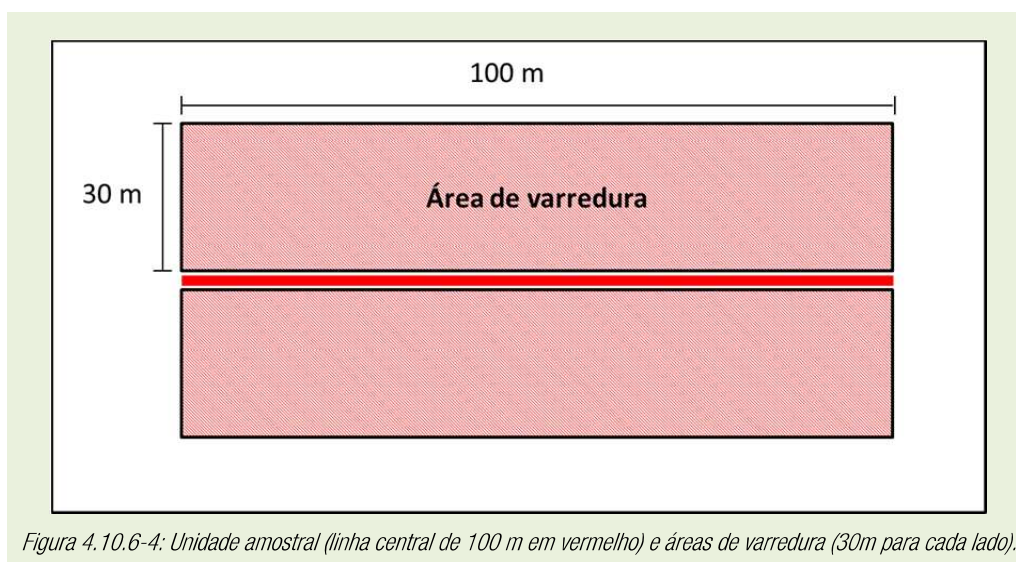 100 m
30 m
Área de varredura
Figura 4.10.6-4: Unidade amostral (linha central de 100 m em vermelho) e áreas de varredura (30m para cada lado).